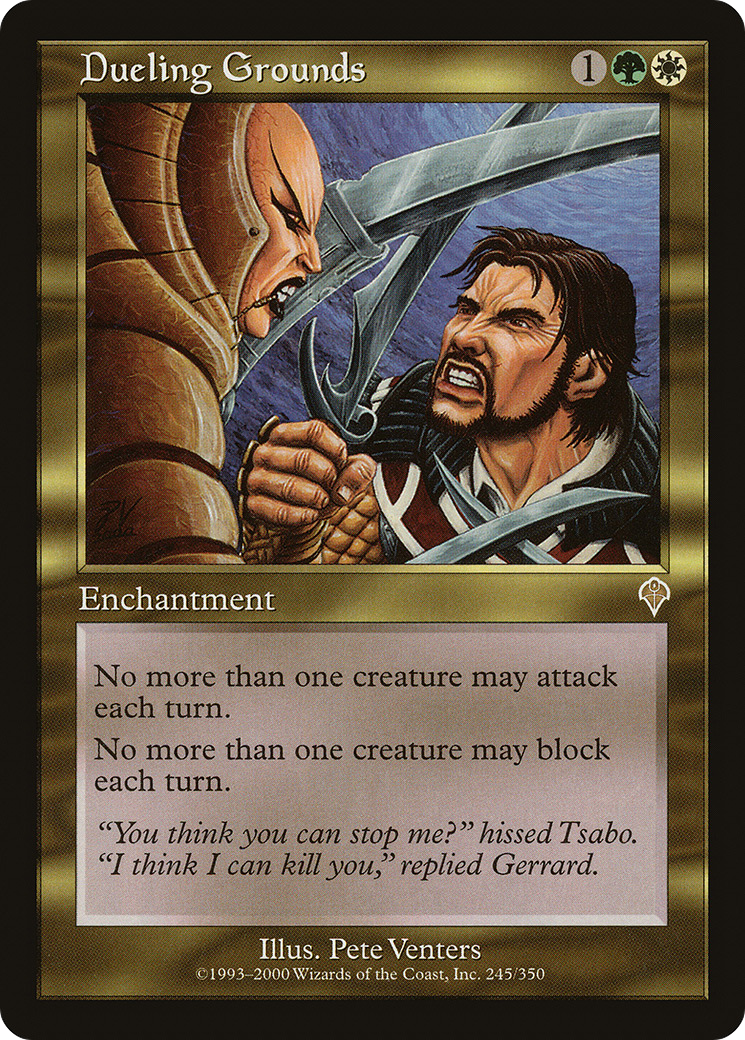 Dueling Grounds 1
Enchantment
No more than one creature may attack
each turn.
No more than one creature may block
each turn.
“You think you can stop me?” hissed Tsabo.
“I think I can kill you,” replied Gerrard.
Illus. Pete Venters
©1993–2000 Wizards of the Coast, Inc. 245/350